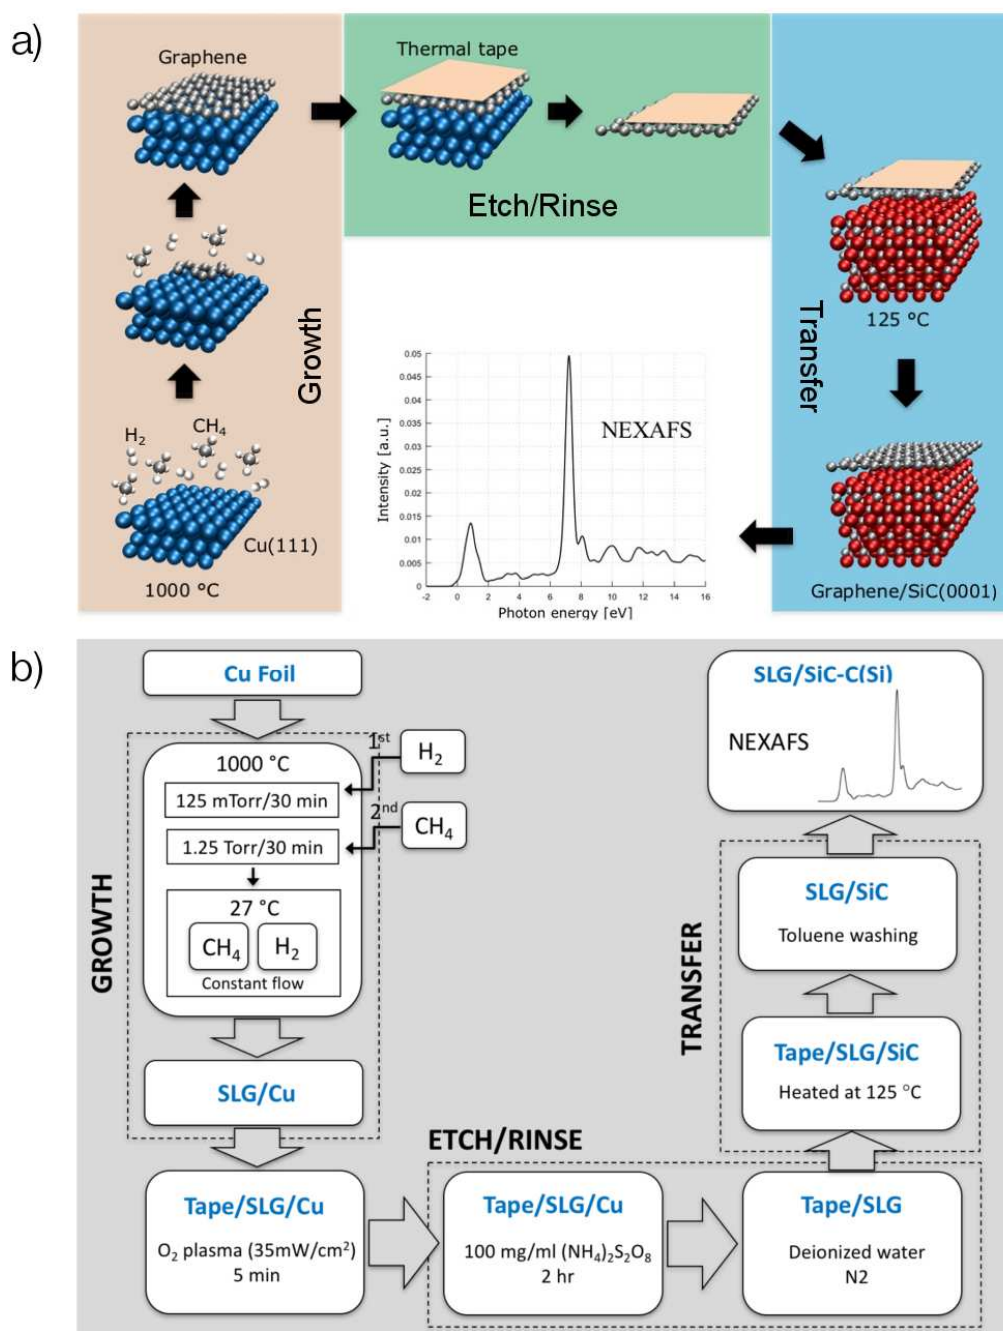 a)
Graphene
H2
CH4
Cu(111)
1000 °C
Growth
Thermal tape
Etch/Rinse
125 °C
Transfer
Graphene/SiC(0001)
NEXAFS
Intensity [a.u.]
0.05
0.045
0.04
0.035
0.03
0.025
0.02
0.015
0.01
0.005
0
-2 0 2 4 6 8 10 12 14 16
Photon energy [eV]
b)
Cu Foil
GROWTH
1000 °C
1st
H2
125 mTorr/30 min
2nd
CH4
1.25 Torr/30 min
27 °C
CH4 H2
Constant flow
SLG/Cu
Tape/SLG/Cu
O2 plasma (35mW/cm2)
5 min
ETCH/RINSE
Tape/SLG/Cu
100 mg/ml (NH4)2S2O8
2 hr
Tape/SLG
Deionized water
N2
TRANSFER
Tape/SLG/SiC
Heated at 125 °C
SLG/SiC
Toluene washing
SLG/SiC-C(Si)
NEXAFS